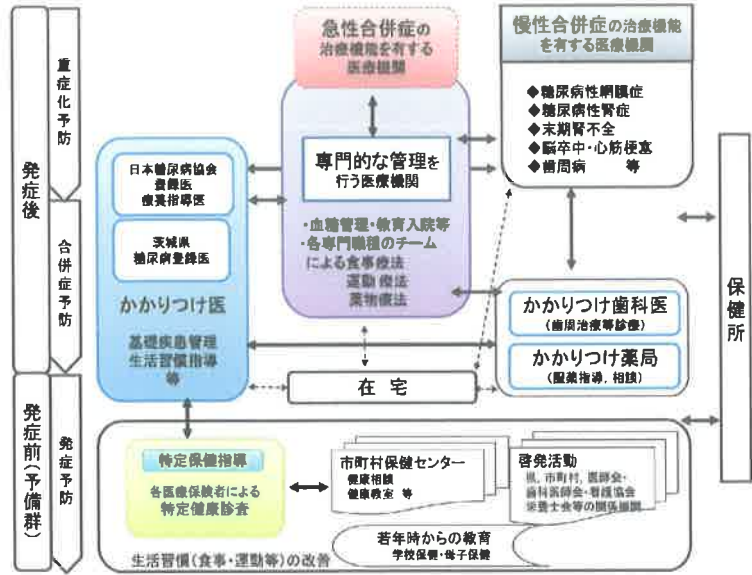 発症後
重症化予防
合併症予防
発症前(予備群)
発症予防
急性合併症の
治療機能を有する
医療機関
慢性合併症の治療機能
を有する医療機関
◆糖尿病性網膜症
◆糖尿病性腎症
◆末期腎不全
◆脳卒中・心筋梗塞
◆歯周病 等
専門的な管理を
行う医療機関
・血糖管理・教育入院等
・各専門職種のチーム
による食事療法
運動療法
薬物療法
日本糖尿病協会
登録医
療養指導医
茨城県
糖尿病登録医
かかりつけ医
基礎疾患管理
生活習慣指導
等
かかりつけ歯科医
(歯周治療等診療)
かかりつけ薬局
(服薬指導,相談)
在 宅
保健所
特定保健指導
各医療保険者による
特定健康診査
市町村保健センター
健康相談
健康教室 等
啓発活動
県,市町村,医師会・
歯科医師会・看護協会
栄養士会等の関係機関
若年時からの教育
学校保健・母子保健
生活習慣(食事・運動等)の改善